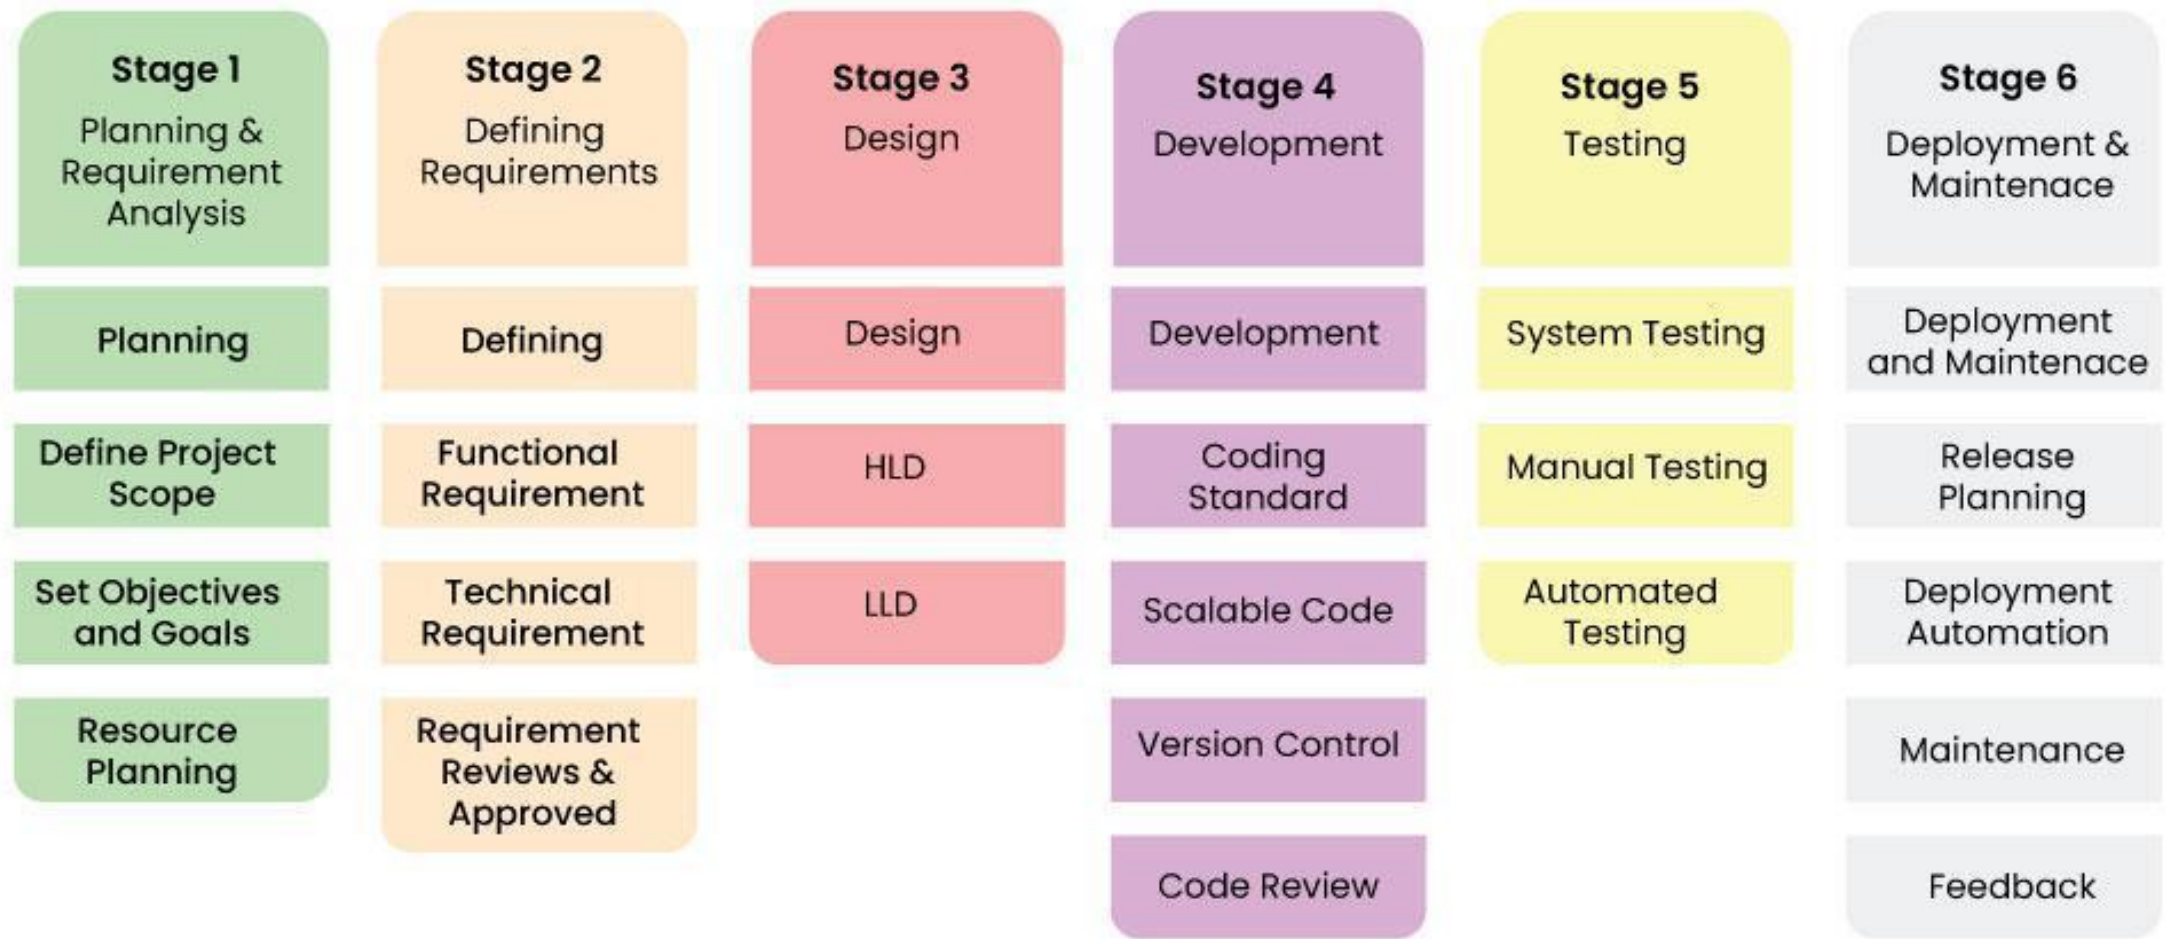 Stage 1
Planning &
Requirement
Analysis
Planning
Define Project
Scope
Set Objectives
and Goals
Resource
Planning
Stage 2
Defining
Requirements
Defining
Functional
Requirement
Technical
Requirement
Requirement
Reviews &
Approved
Stage 3
Design
Design
HLD
LLD
Stage 4
Development
Development
Coding
Standard
Scalable Code
Version Control
Code Review
Stage 5
Testing
System Testing
Manual Testing
Automated
Testing
Stage 6
Deployment &
Maintenace
Deployment
and Maintenace
Release
Planning
Deployment
Automation
Maintenance
Feedback